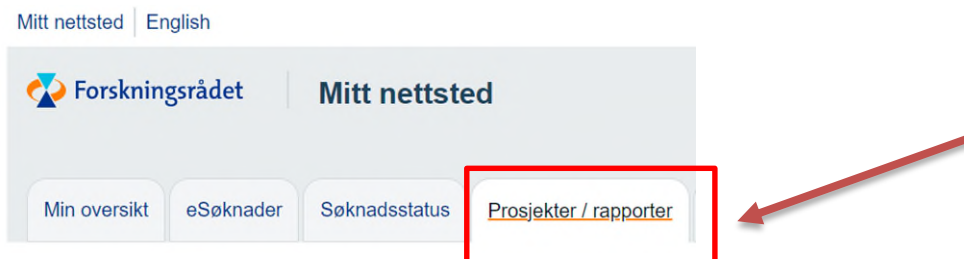 Mitt nettsted English
Forskningsrådet Mitt nettsted
Min oversikt eSøknader Søknadsstatus Prosjekter / rapporter